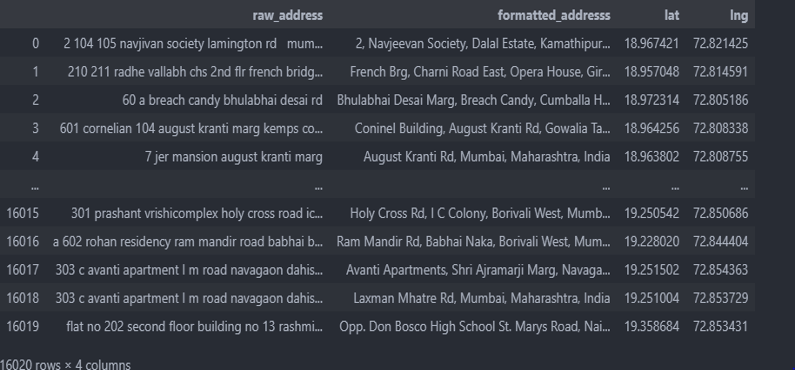 raw_address formatted_addresss lat lng
0 2 104 105 navjivan society lamington rd mum... 2, Navjeevan Society, Dalal Estate, Kamathipur... 18.967421 72.821425
1 210 211 radhe vallabh chs 2nd flr french bridg... French Brg, Charni Road East, Opera House, Gir... 18.957048 72.814591
2 60 a breach candy bhulabhai desai rd Bhulabhai Desai Marg, Breach Candy, Cumballa H... 18.972314 72.805186
3 601 cornelian 104 august kranti marg kemps co... Coninel Building, August Kranti Rd, Gowalia Ta... 18.964256 72.808338
4 7 jer mansion august kranti marg August Kranti Rd, Mumbai, Maharashtra, India 18.963802 72.808755
... ... ... ... ...
16015 301 prashant vrishicomplex holy cross road ic... Holy Cross Rd, I C Colony, Borivali West, Mumb... 19.250542 72.850686
16016 a 602 rohan residency ram mandir road babhai b... Ram Mandir Rd, Babhai Naka, Borivali West, Mum... 19.228020 72.844404
16017 303 c avanti apartment l m road navagaon dahis... Avanti Apartments, Shri Ajramarji Marg, Navaga... 19.251502 72.854363
16018 303 c avanti apartment l m road navagaon dahis... Laxman Mhatre Rd, Mumbai, Maharashtra, India 19.251004 72.853729
16019 flat no 202 second floor building no 13 rashmi... Opp. Don Bosco High School St. Marys Road, Nai... 19.358684 72.853431
16020 rows × 4 columns